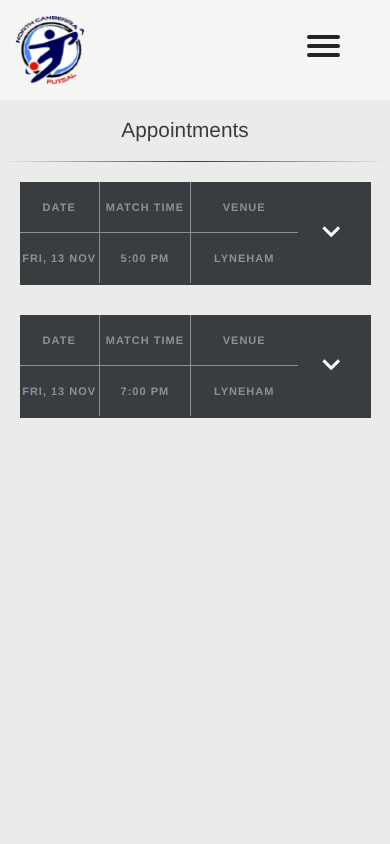 NORTH CANBERRA
FUTSAL
Appointments
DATE MATCH TIME VENUE
FRI, 13 NOV 5:00 PM LYNEHAM
DATE MATCH TIME VENUE
FRI, 13 NOV 7:00 PM LYNEHAM